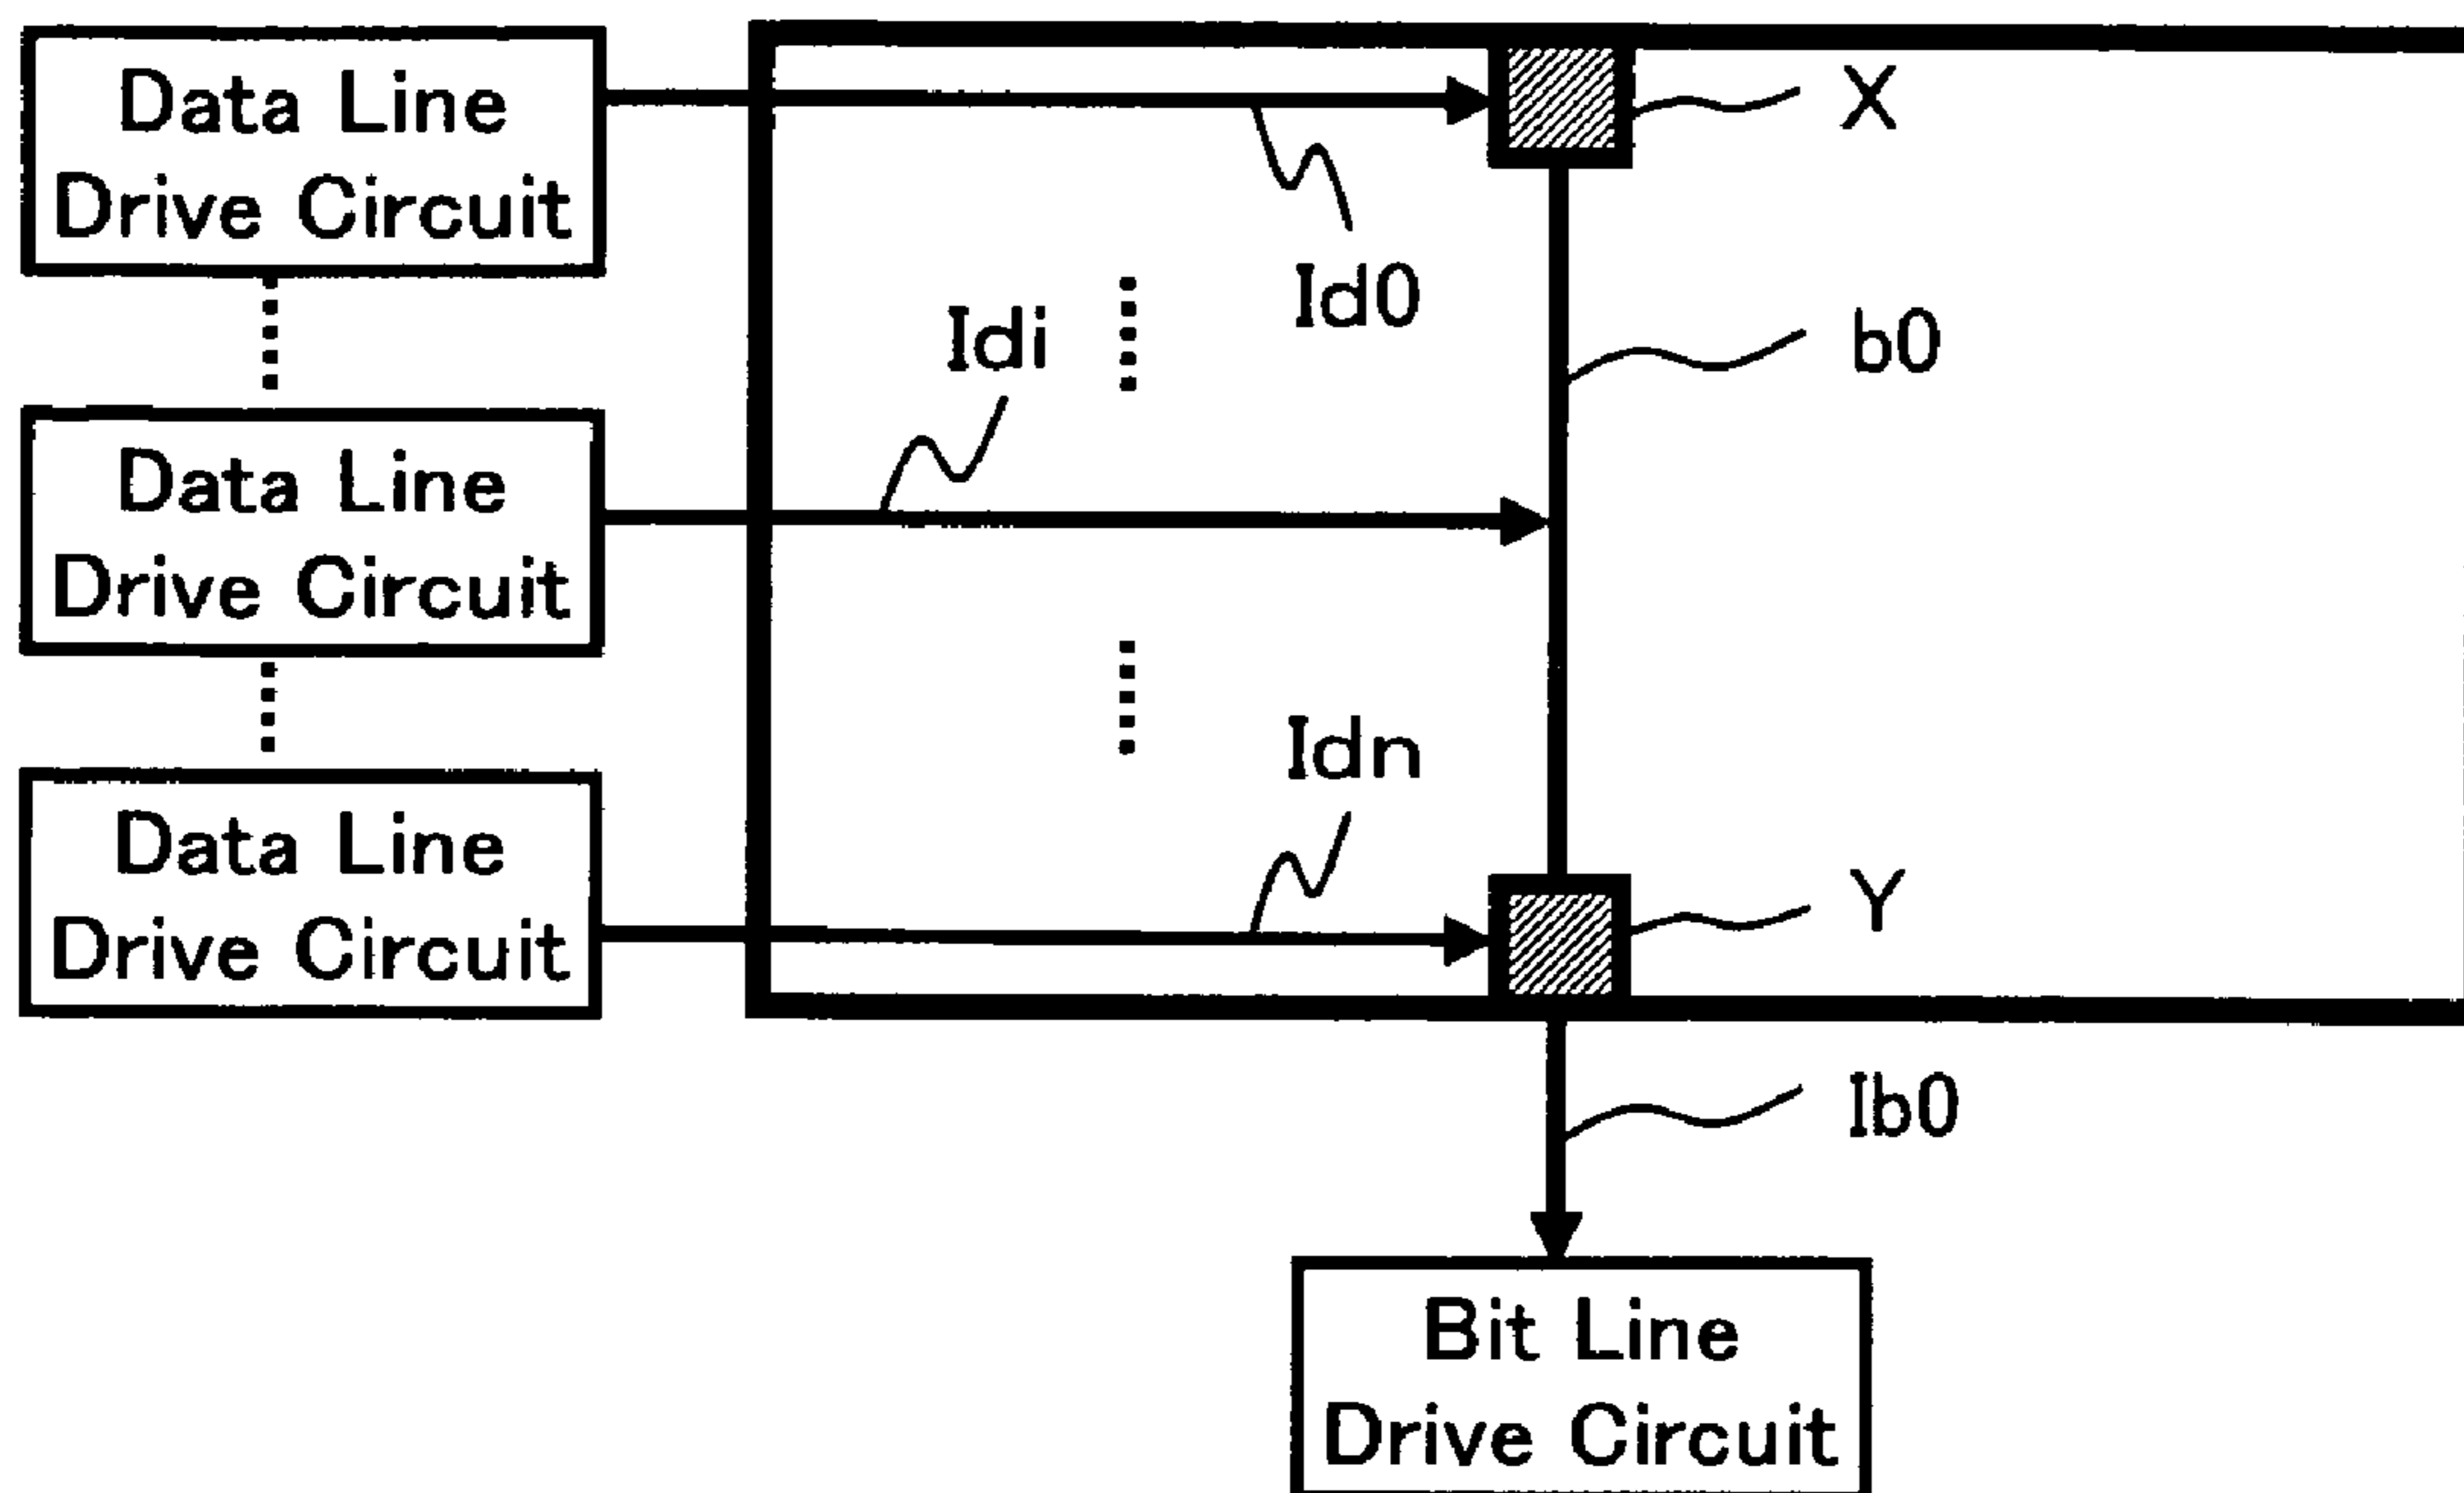 Data Line
Drive Circuit
X
Id0
Idi
b0
Data Line
Drive Circuit
Idn
Data Line
Drive Circuit
Y
Ib0
Bit Line
Drive Circuit